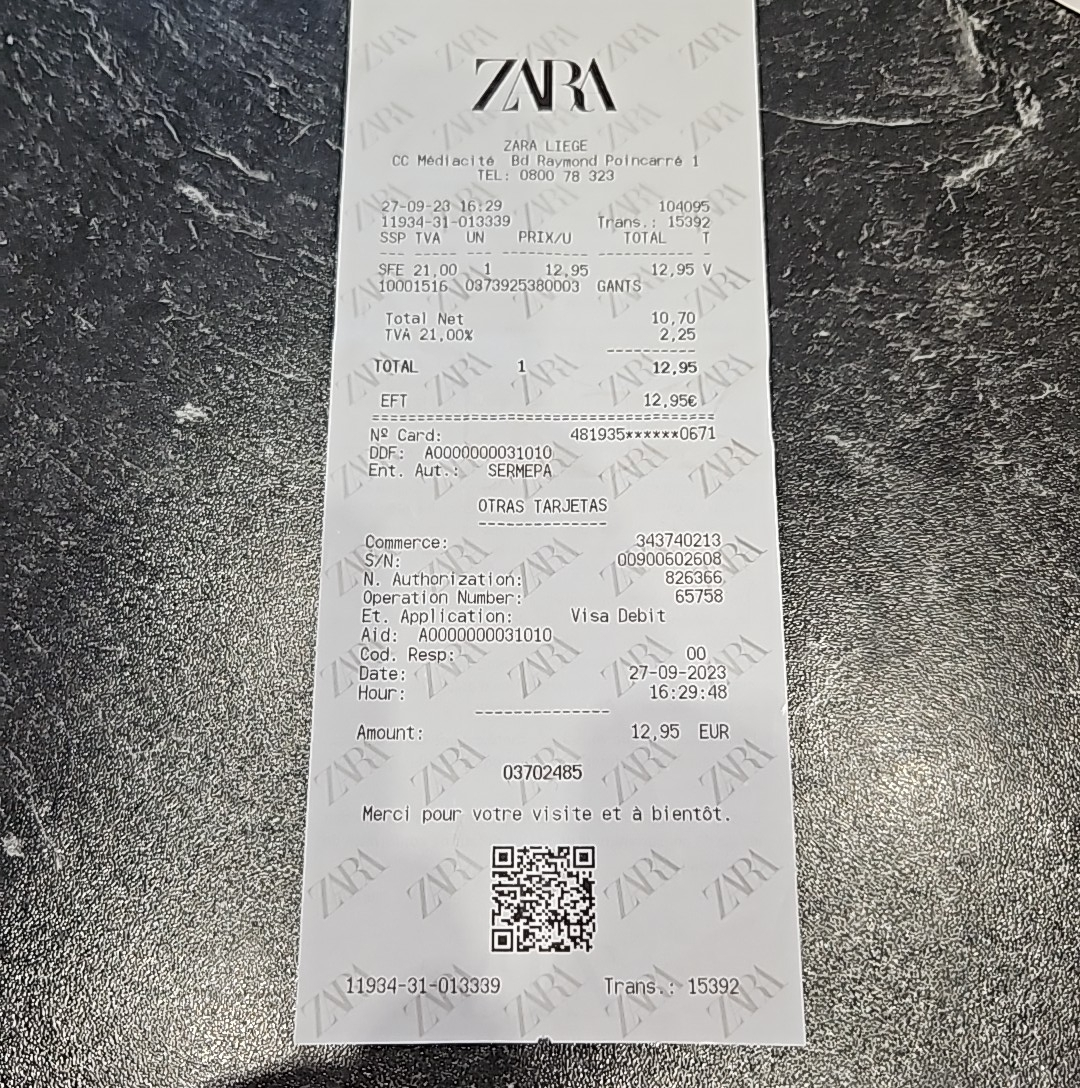 ZARA
ZARA LIEGE
CC Médiacité Bd Raymond Poincarré 1
TEL: 0800 78 323
27-09-23 16:29 104095
11934-31-013339 Trans.: 15392
SSP TVA UN PRIX/U TOTAL T
--- ----- --- -------- -------- -
SFE 21,00 1 12,95 12,95 V
10001516 0373925380003 GANTS
Total Net 10,70
TVA 21,00% 2,25
----------
TOTAL 1 12,95
EFT 12,95€
========================================
Nº Card: 481935******0671
DDF: A0000000031010
Ent. Aut.: SERMEPA
OTRAS TARJETAS
--------------
Commerce: 343740213
S/N: 00900602608
N. Authorization: 826366
Operation Number: 65758
Et. Application: Visa Debit
Aid: A0000000031010
Cod. Resp: 00
Date: 27-09-2023
Hour: 16:29:48
--------------
Amount: 12,95 EUR
03702485
Merci pour votre visite et à bientôt.
11934-31-013339 Trans.: 15392